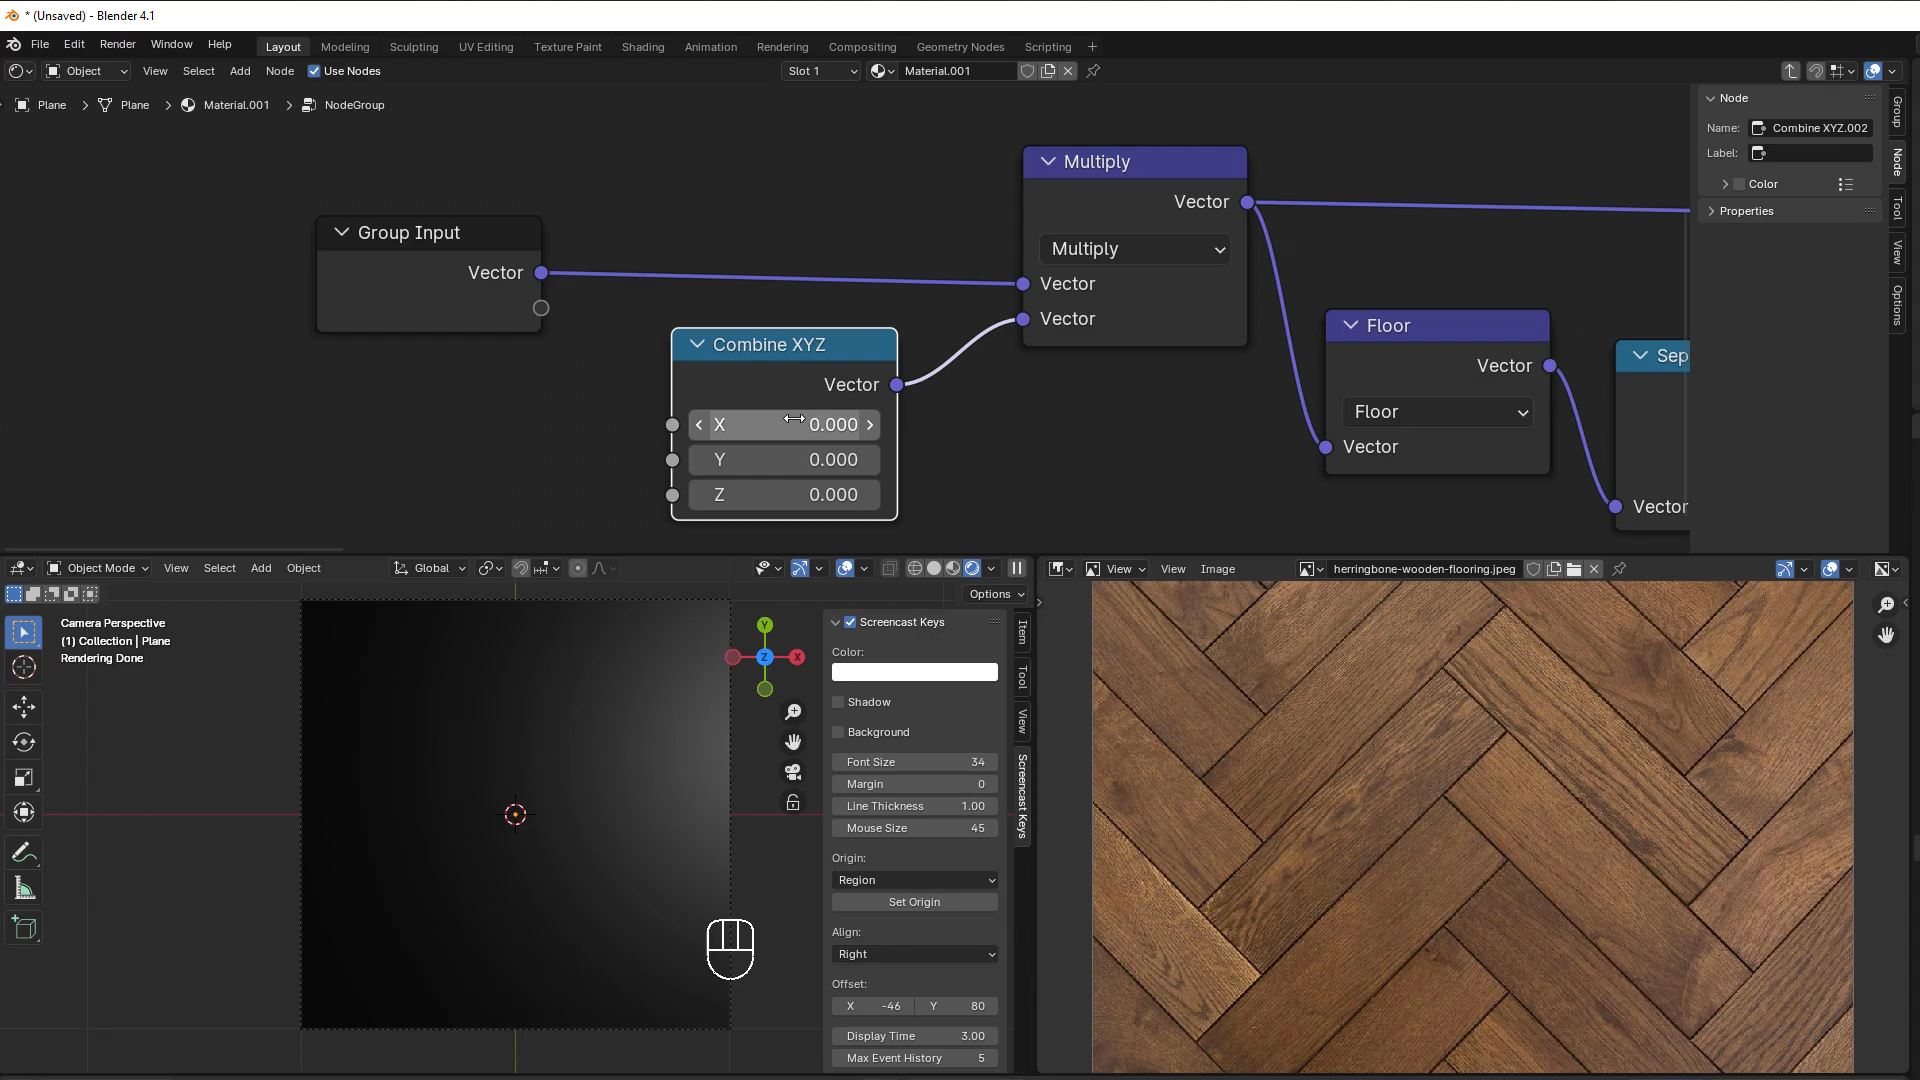 * (Unsaved) - Blender 4.1
File Edit Render Window Help Layout Modeling Sculpting UV Editing Texture Paint Shading Animation Rendering Compositing Geometry Nodes Scripting +
Object View Select Add Node Use Nodes Slot 1 Material.001
Plane > Plane > Material.001 > NodeGroup
Group Input
Vector
Combine XYZ
Vector
X 0.000
Y 0.000
Z 0.000
Multiply
Vector
Multiply
Vector
Vector
Floor
Vector
Floor
Vector
Sep
Vector
Node
Name: Combine XYZ.002
Label:
Color
Properties
Group
Node
Tool
View
Options
Object Mode View Select Add Object Global
Options
Camera Perspective
(1) Collection | Plane
Rendering Done
Y
Z
X
Screencast Keys
Color:
Shadow
Background
Font Size 34
Margin 0
Line Thickness 1.00
Mouse Size 45
Origin:
Region
Set Origin
Align:
Right
Offset:
X -46 Y 80
Display Time 3.00
Max Event History 5
Item
Tool
View
Screencast Keys
View View Image herringbone-wooden-flooring.jpeg